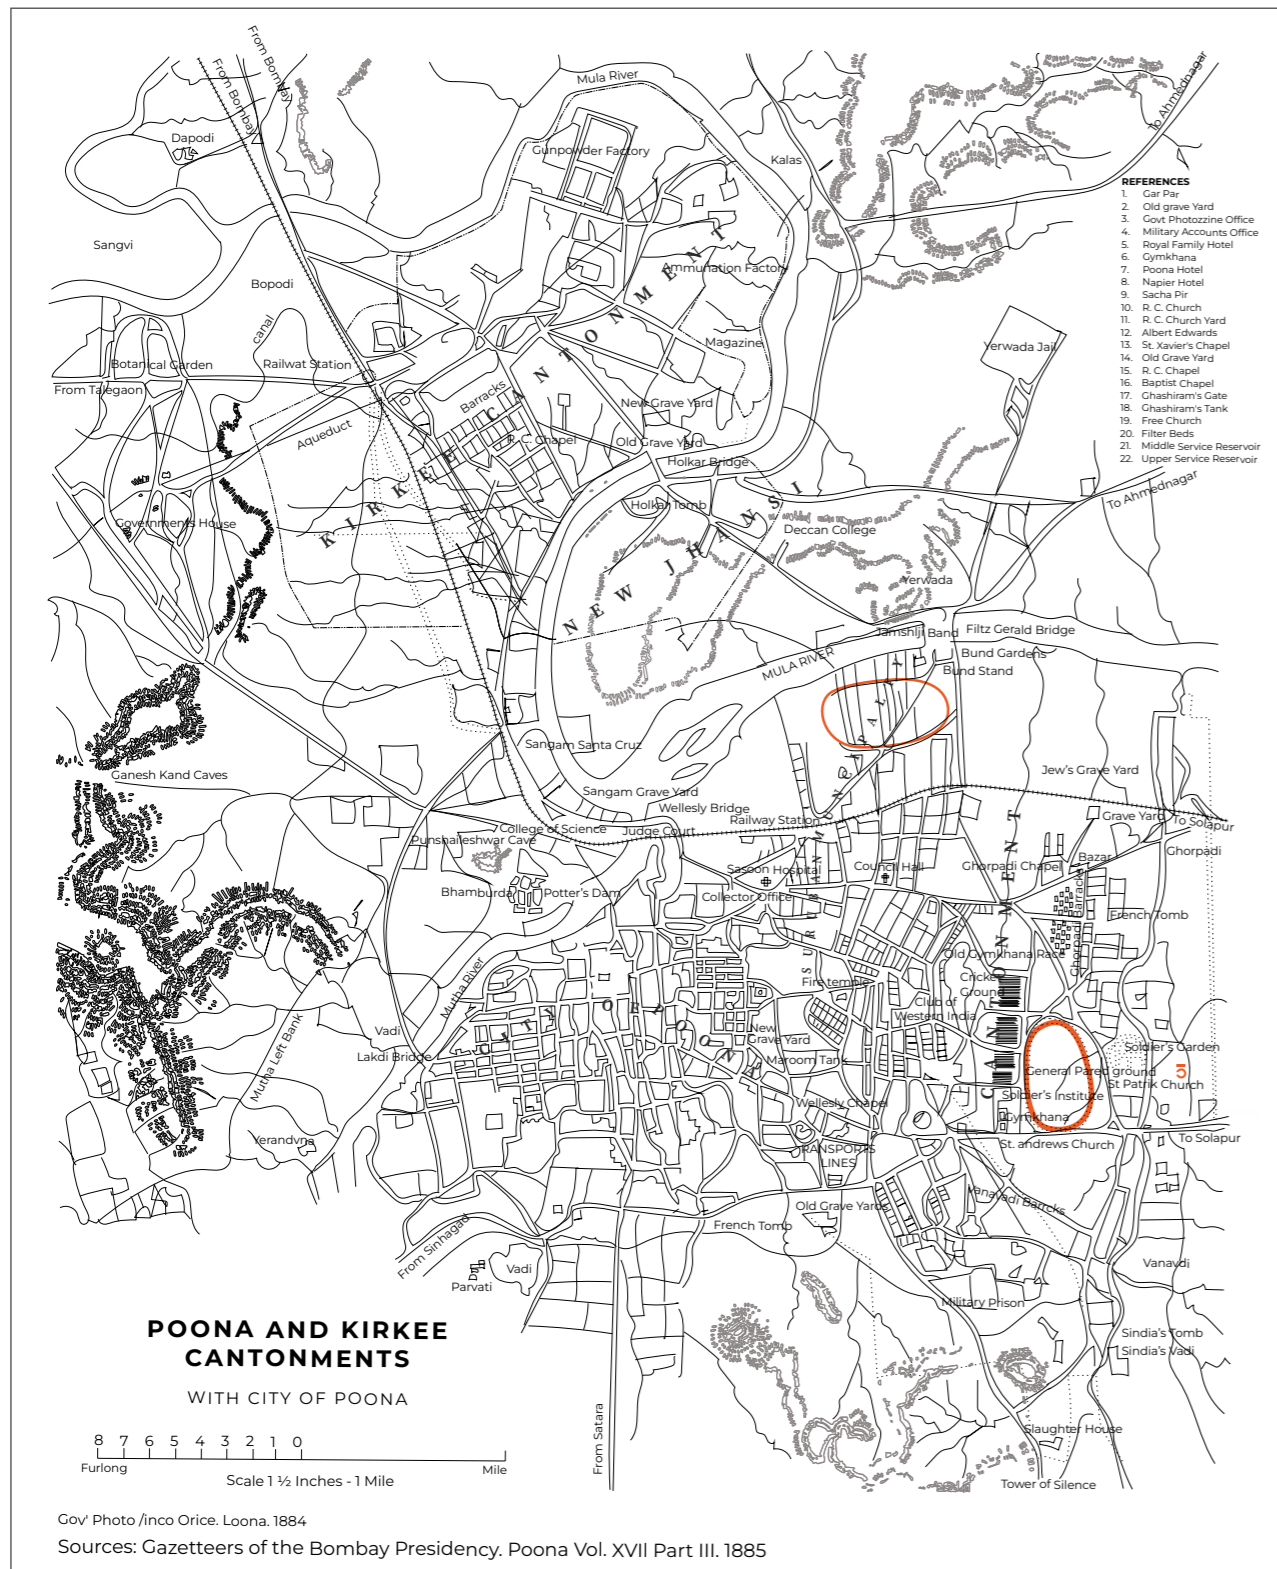 From Bombay
From Bombay
Mula River
To Ahmednagar
Dapodi
Gunpowder Factory
Kalas
REFERENCES
1. Gar Par
2. Old grave Yard
3. Govt Photozzine Office
4. Military Accounts Office
5. Royal Family Hotel
6. Gymkhana
7. Poona Hotel
8. Napier Hotel
9. Sacha Pir
10. R. C. Church
11. R. C. Church Yard
12. Albert Edwards
13. St. Xavier's Chapel
14. Old Grave Yard
15. R. C. Chapel
16. Baptist Chapel
17. Ghashiram's Gate
18. Ghashiram's Tank
19. Free Church
20. Filter Beds
21. Middle Service Reservoir
22. Upper Service Reservoir
Sangvi
Bopodi
Ammunation Factory
canal
Magazine
Yerwada Jail
Botanical Garden
Railwat Station
From Talegaon
Barracks
New Grave Yard
Aqueduct
R. C. Chapel
Old Grave Yard
Holkar Bridge
KIRKEE CANTONMENT
To Ahmednagar
Holkar Tomb
Governments House
Deccan College
NEW JHANSI
Yerwada
Jamshlji Band
Filtz Gerald Bridge
Bund Gardens
MULA RIVER
Bund Stand
Sangam Santa Cruz
Ganesh Kand Caves
Jew's Grave Yard
Sangam Grave Yard
Wellesly Bridge
Railway Station
Grave Yard
To Solapur
College of Science
Judge Court
Punshaileshwar Cave
Ghorpadi
Bazar
Sasoon Hospital
Council Hall
Ghorpadi Chapel
Bhamburda
Potter's Dam
Collector Office
French Tomb
SUBURBAN MUNCIPALITY
Ghorpadi Barracks
Old Gymkhana Race
Mutha River
Fire temple
Cricket
Ground
Club of
Western India
CITY OF POONA
CANTONMENT
Vadi
New
Grave Yard
Lakdi Bridge
Mutha Left Bank
Maroom Tank
Soldier's Garden
General Pared ground
St Patrik Church
5
Soldier's Institute
Wellesly Chapel
Gymkhana
Yerandvna
St. andrews Church
To Solapur
RANSPORTS
LINES
Vanavadi Barrcks
Old Grave Yards
French Tomb
From Sinhagad
Vadi
Parvati
Vanavdi
Military Prison
Sindia's Tomb
Sindia's Vadi
POONA AND KIRKEE
CANTONMENTS
WITH CITY OF POONA
From Satara
Slaughter House
Tower of Silence
8 7 6 5 4 3 2 1 0
Furlong
Mile
Scale 1 ½ Inches - 1 Mile
Gov' Photo /inco Orice. Loona. 1884
Sources: Gazetteers of the Bombay Presidency. Poona Vol. XVII Part III. 1885